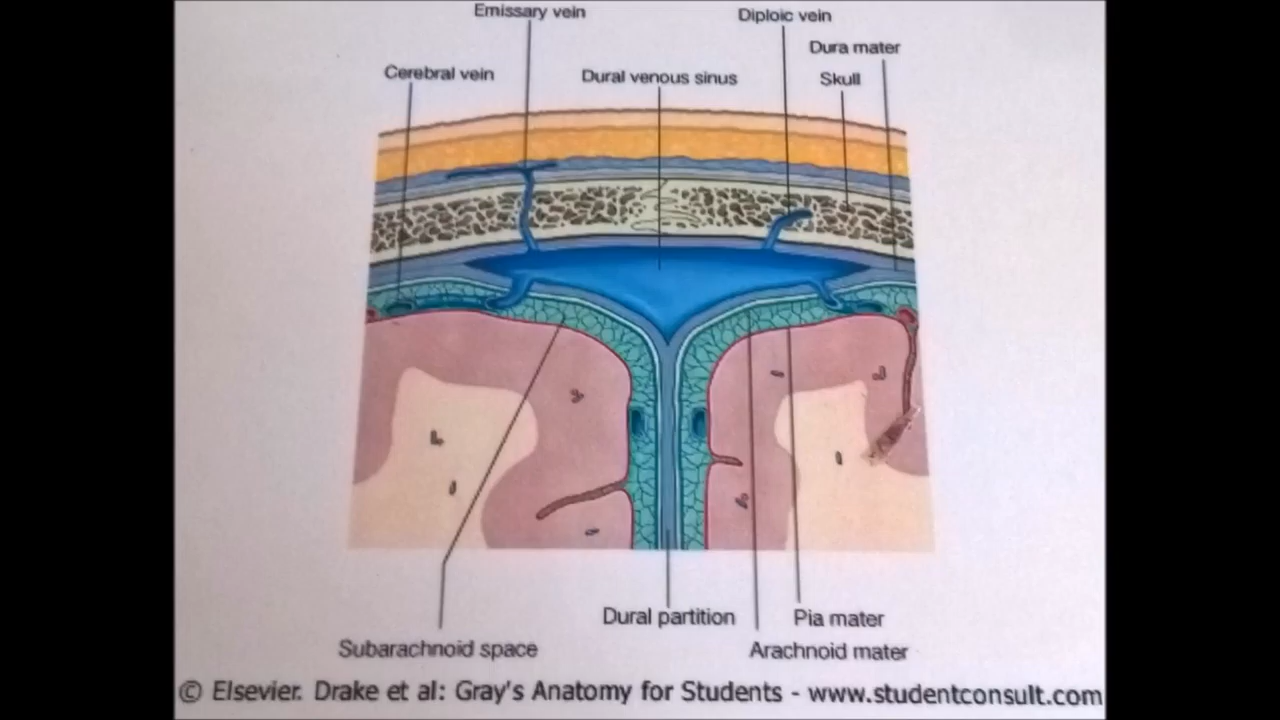 Emissary vein
Diploic vein
Dura mater
Cerebral vein
Dural venous sinus
Skull
Dural partition
Pia mater
Subarachnoid space
Arachnoid mater
© Elsevier. Drake et al: Gray's Anatomy for Students - www.studentconsult.com